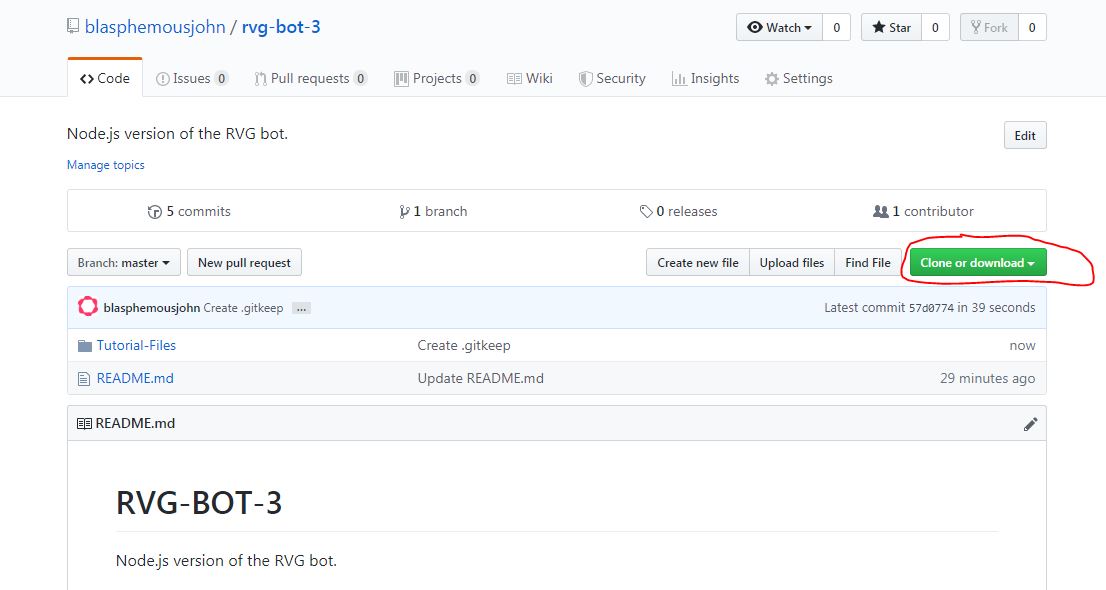 blasphemousjohn / rvg-bot-3 Watch 0 Star 0 Fork 0
Code Issues 0 Pull requests 0 Projects 0 Wiki Security Insights Settings
Node.js version of the RVG bot. Edit
Manage topics
5 commits 1 branch 0 releases 1 contributor
Branch: master New pull request Create new file Upload files Find File Clone or download
blasphemousjohn Create .gitkeep ... Latest commit 57d0774 in 39 seconds
Tutorial-Files Create .gitkeep now
README.md Update README.md 29 minutes ago
README.md
RVG-BOT-3
Node.js version of the RVG bot.